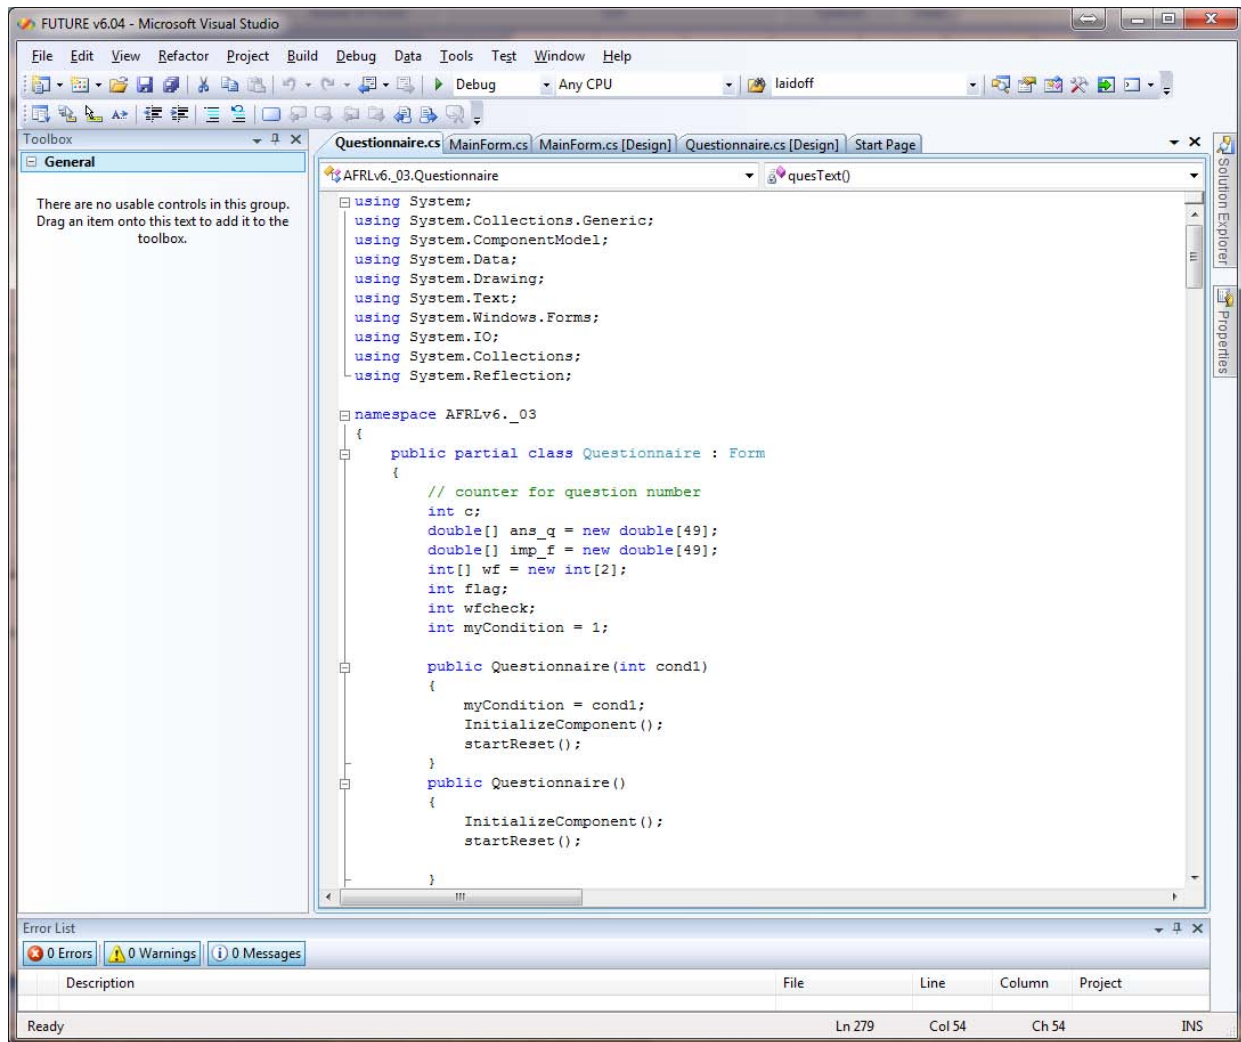 FUTURE v6.04 - Microsoft Visual Studio
File Edit View Refactor Project Build Debug Data Tools Test Window Help
Debug Any CPU laidoff
Toolbox
General
There are no usable controls in this group.
Drag an item onto this text to add it to the
toolbox.
Questionnaire.cs MainForm.cs MainForm.cs [Design] Questionnaire.cs [Design] Start Page
AFRLv6._03.Questionnaire quesText()
using System;
using System.Collections.Generic;
using System.ComponentModel;
using System.Data;
using System.Drawing;
using System.Text;
using System.Windows.Forms;
using System.IO;
using System.Collections;
using System.Reflection;
namespace AFRLv6._03
{
public partial class Questionnaire : Form
{
// counter for question number
int c;
double[] ans_q = new double[49];
double[] imp_f = new double[49];
int[] wf = new int[2];
int flag;
int wfcheck;
int myCondition = 1;
public Questionnaire(int cond1)
{
myCondition = cond1;
InitializeComponent();
startReset();
}
public Questionnaire()
{
InitializeComponent();
startReset();
}
Solution Explorer
Properties
Error List
0 Errors 0 Warnings 0 Messages
Description File Line Column Project
Ready Ln 279 Col 54 Ch 54 INS